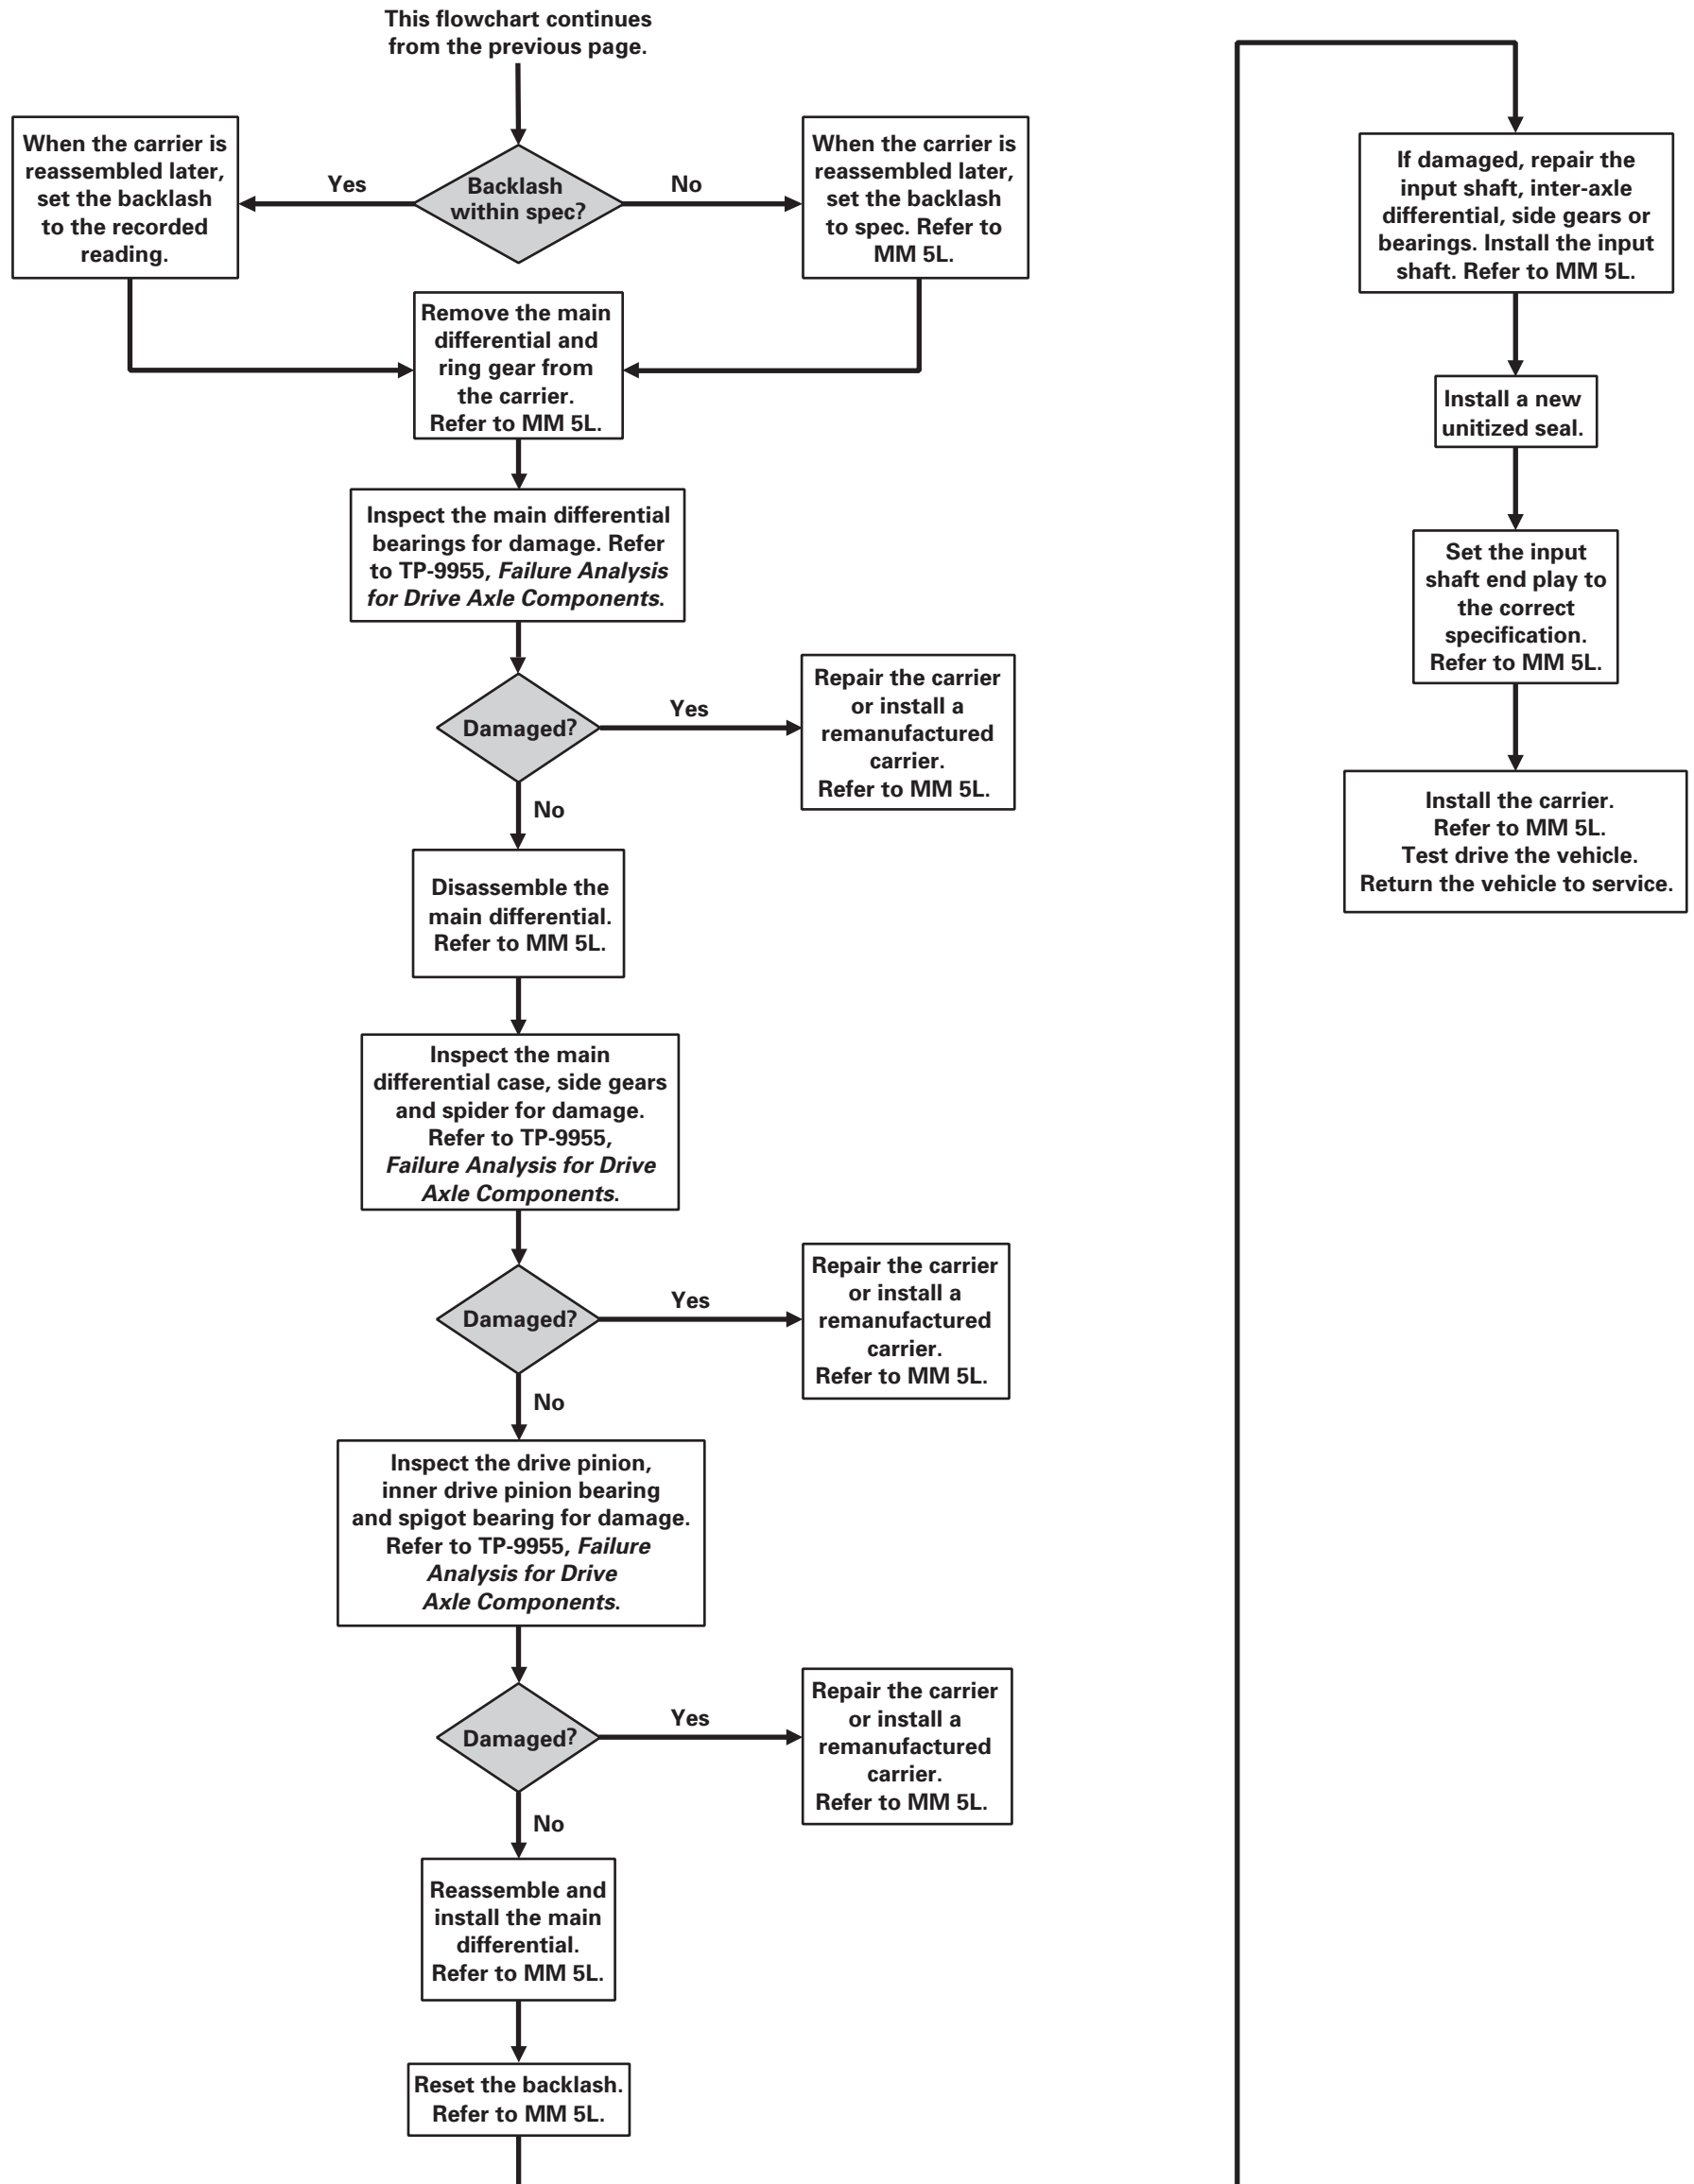 This flowchart continues
from the previous page.
When the carrier is
reassembled later,
set the backlash
to the recorded
reading.
Yes
Backlash
within spec?
No
When the carrier is
reassembled later,
set the backlash
to spec. Refer to
MM 5L.
Remove the main
differential and
ring gear from
the carrier.
Refer to MM 5L.
Inspect the main differential
bearings for damage. Refer
to TP-9955, Failure Analysis
for Drive Axle Components.
Damaged?
Yes
Repair the carrier
or install a
remanufactured
carrier.
Refer to MM 5L.
No
Disassemble the
main differential.
Refer to MM 5L.
Inspect the main
differential case, side gears
and spider for damage.
Refer to TP-9955,
Failure Analysis for Drive
Axle Components.
Damaged?
Yes
Repair the carrier
or install a
remanufactured
carrier.
Refer to MM 5L.
No
Inspect the drive pinion,
inner drive pinion bearing
and spigot bearing for damage.
Refer to TP-9955, Failure
Analysis for Drive
Axle Components.
Damaged?
Yes
Repair the carrier
or install a
remanufactured
carrier.
Refer to MM 5L.
No
Reassemble and
install the main
differential.
Refer to MM 5L.
Reset the backlash.
Refer to MM 5L.
If damaged, repair the
input shaft, inter-axle
differential, side gears or
bearings. Install the input
shaft. Refer to MM 5L.
Install a new
unitized seal.
Set the input
shaft end play to
the correct
specification.
Refer to MM 5L.
Install the carrier.
Refer to MM 5L.
Test drive the vehicle.
Return the vehicle to service.